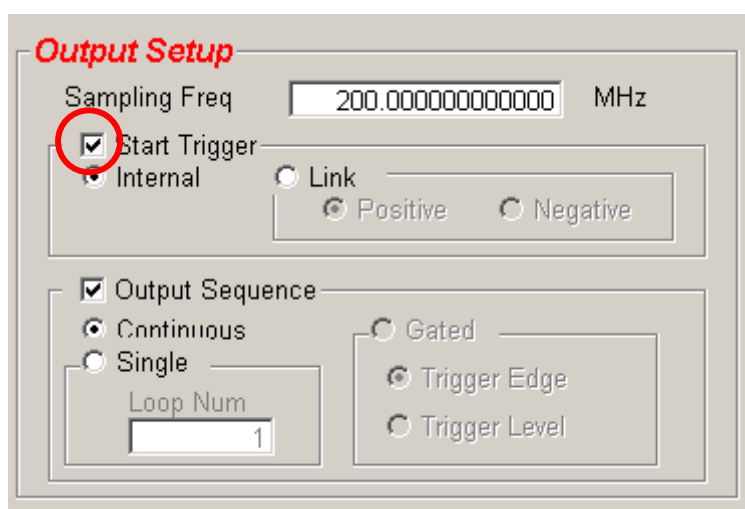 Output Setup
Sampling Freq 200.000000000000 MHz
Start Trigger
Internal Link
Positive Negative
Output Sequence
Continuous Gated
Single
Trigger Edge
Loop Num
1 Trigger Level